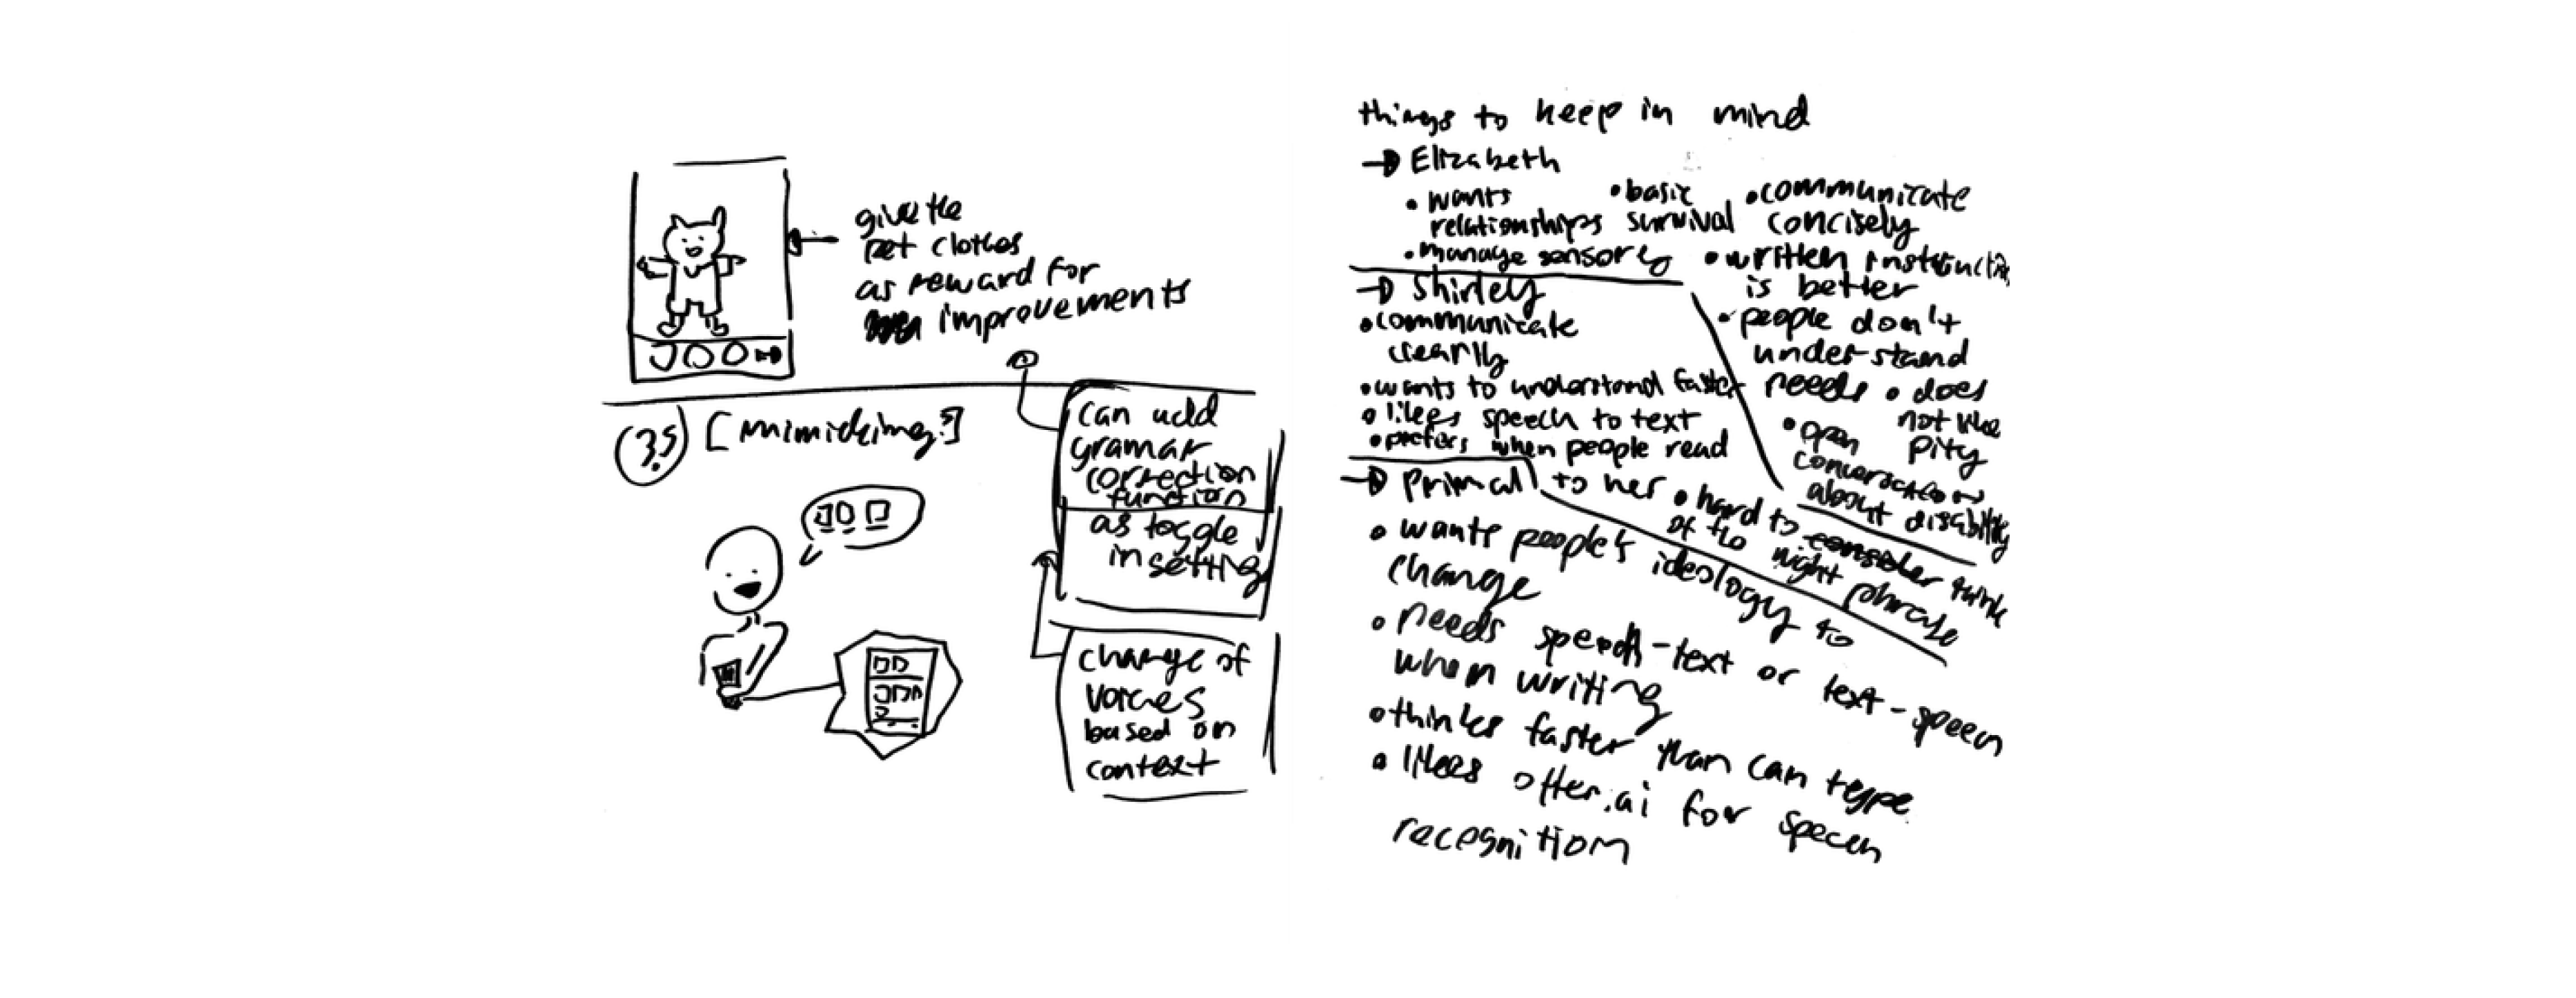 give the
pet clothes
as reward for
improvements
3.5
[mimicking?]
can add
gramar
correction
function
as toggle
in setting
change of
voices
based on
context
things to keep in mind
→ Elizabeth
• wants
relationships
• manage sensory
• basic
survival
• communicate
concisely
• written
is better
• people don't
understand
needs
• does
not like
pity
• open
conversation
about disability
→ Shirley
• communicate
clearly
• wants to understand faster
• likes speech to text
• prefers when people read
to her
• hard to think
of the right phrase
→ Primal
• wants people's ideology to
change
• needs speech-text or text-speech
when writing
• thinks faster than can type
• likes otter.ai for speech
recognition